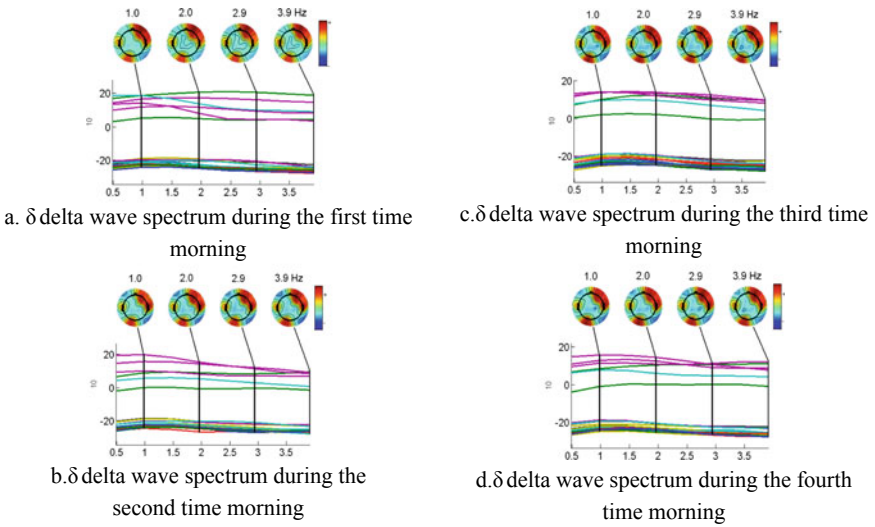 1.0 2.0 2.9 3.9 Hz
20
0
-20
10
0.5 1 1.5 2 2.5 3 3.5
a. δ delta wave spectrum during the first time
morning
1.0 2.0 2.9 3.9 Hz
20
0
-20
10
0.5 1 1.5 2 2.5 3 3.5
c.δ delta wave spectrum during the third time
morning
1.0 2.0 2.9 3.9 Hz
20
0
-20
10
0.5 1 1.5 2 2.5 3 3.5
b.δ delta wave spectrum during the
second time morning
1.0 2.0 2.9 3.9 Hz
20
0
-20
10
0.5 1 1.5 2 2.5 3 3.5
d.δ delta wave spectrum during the fourth
time morning